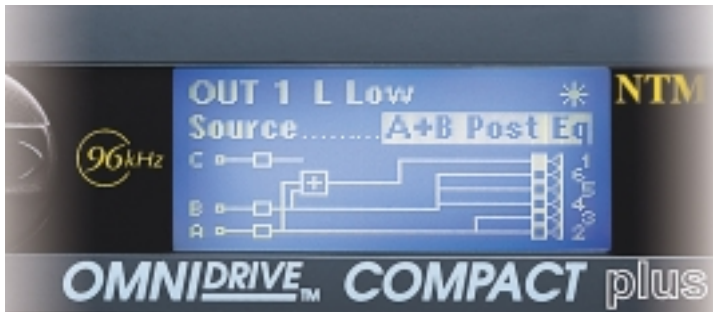 OUT 1 L Low ✳
NTM
Source.........A+B Post Eq
96kHz
C
1
6
5
B
4
3
A
2
OMNIDRIVE™ COMPACT plus